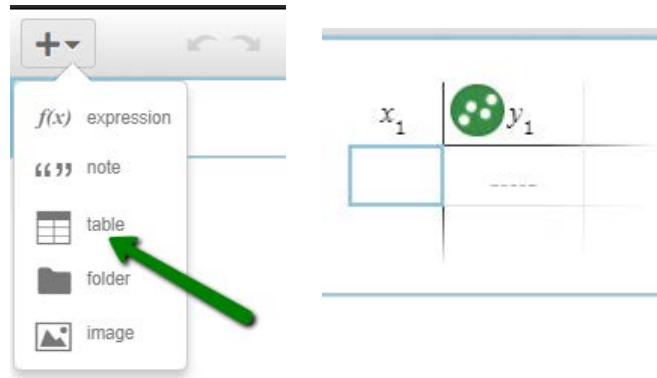 f(x) expression
“” note
table
folder
image
x₁ y₁
-----